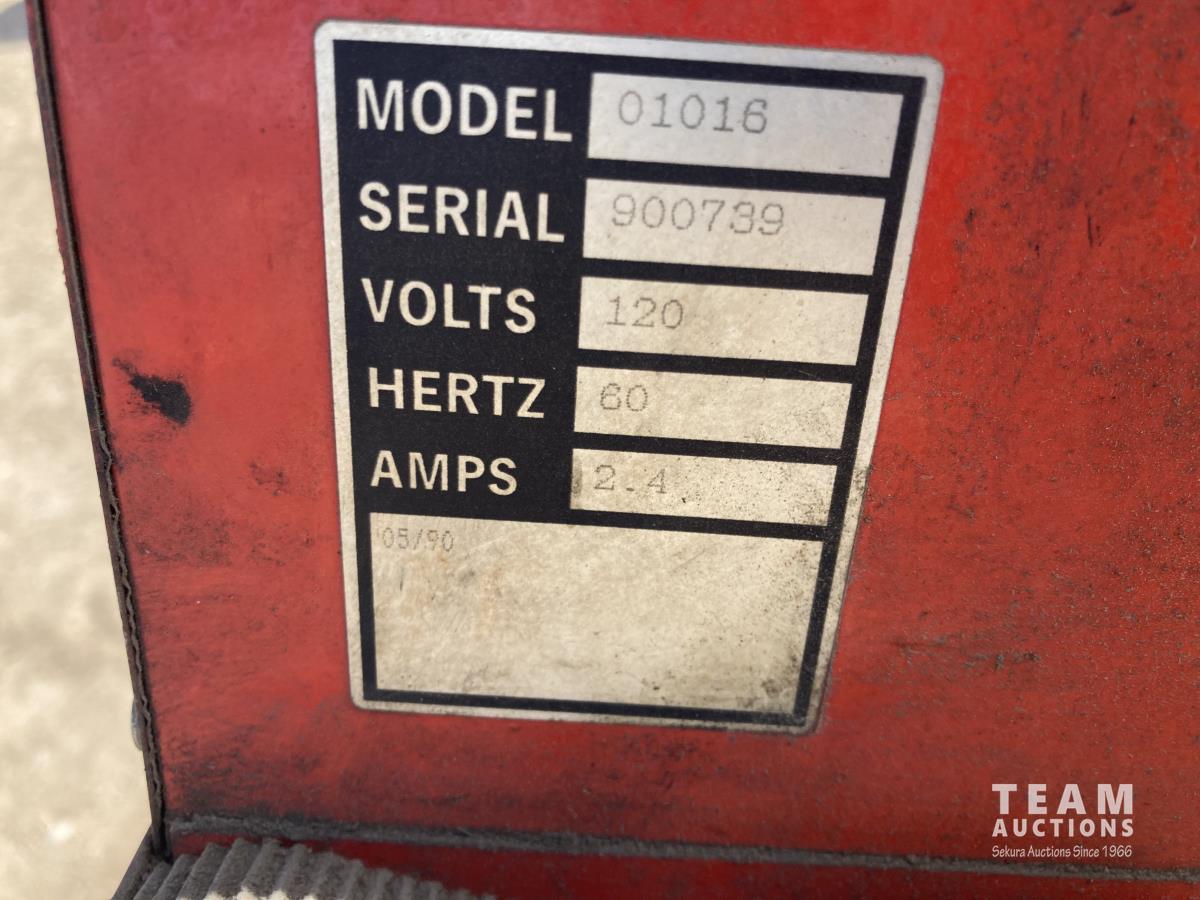 MODEL 01016
SERIAL 900739
VOLTS 120
HERTZ 60
AMPS 2.4
05/90
TEAM
AUCTIONS
Sekura Auctions Since 1966